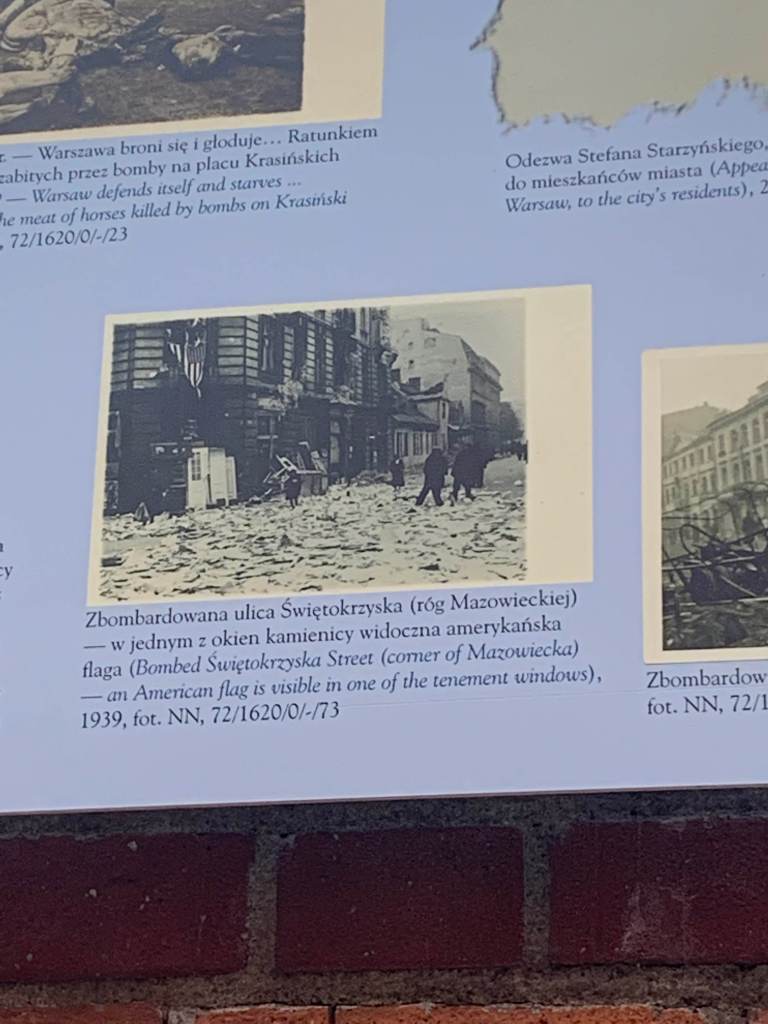 — Warszawa broni się i głoduje… Ratunkiem
zabitych przez bomby na placu Krasińskich
— Warsaw defends itself and starves ...
the meat of horses killed by bombs on Krasiński
, 72/1620/0/-/23
Odezwa Stefana Starzyńskiego,
do mieszkańców miasta (Appea
Warsaw, to the city's residents), 2
Zbombardowana ulica Świętokrzyska (róg Mazowieckiej)
— w jednym z okien kamienicy widoczna amerykańska
flaga (Bombed Świętokrzyska Street (corner of Mazowiecka)
— an American flag is visible in one of the tenement windows),
1939, fot. NN, 72/1620/0/-/73
Zbombardow
fot. NN, 72/1